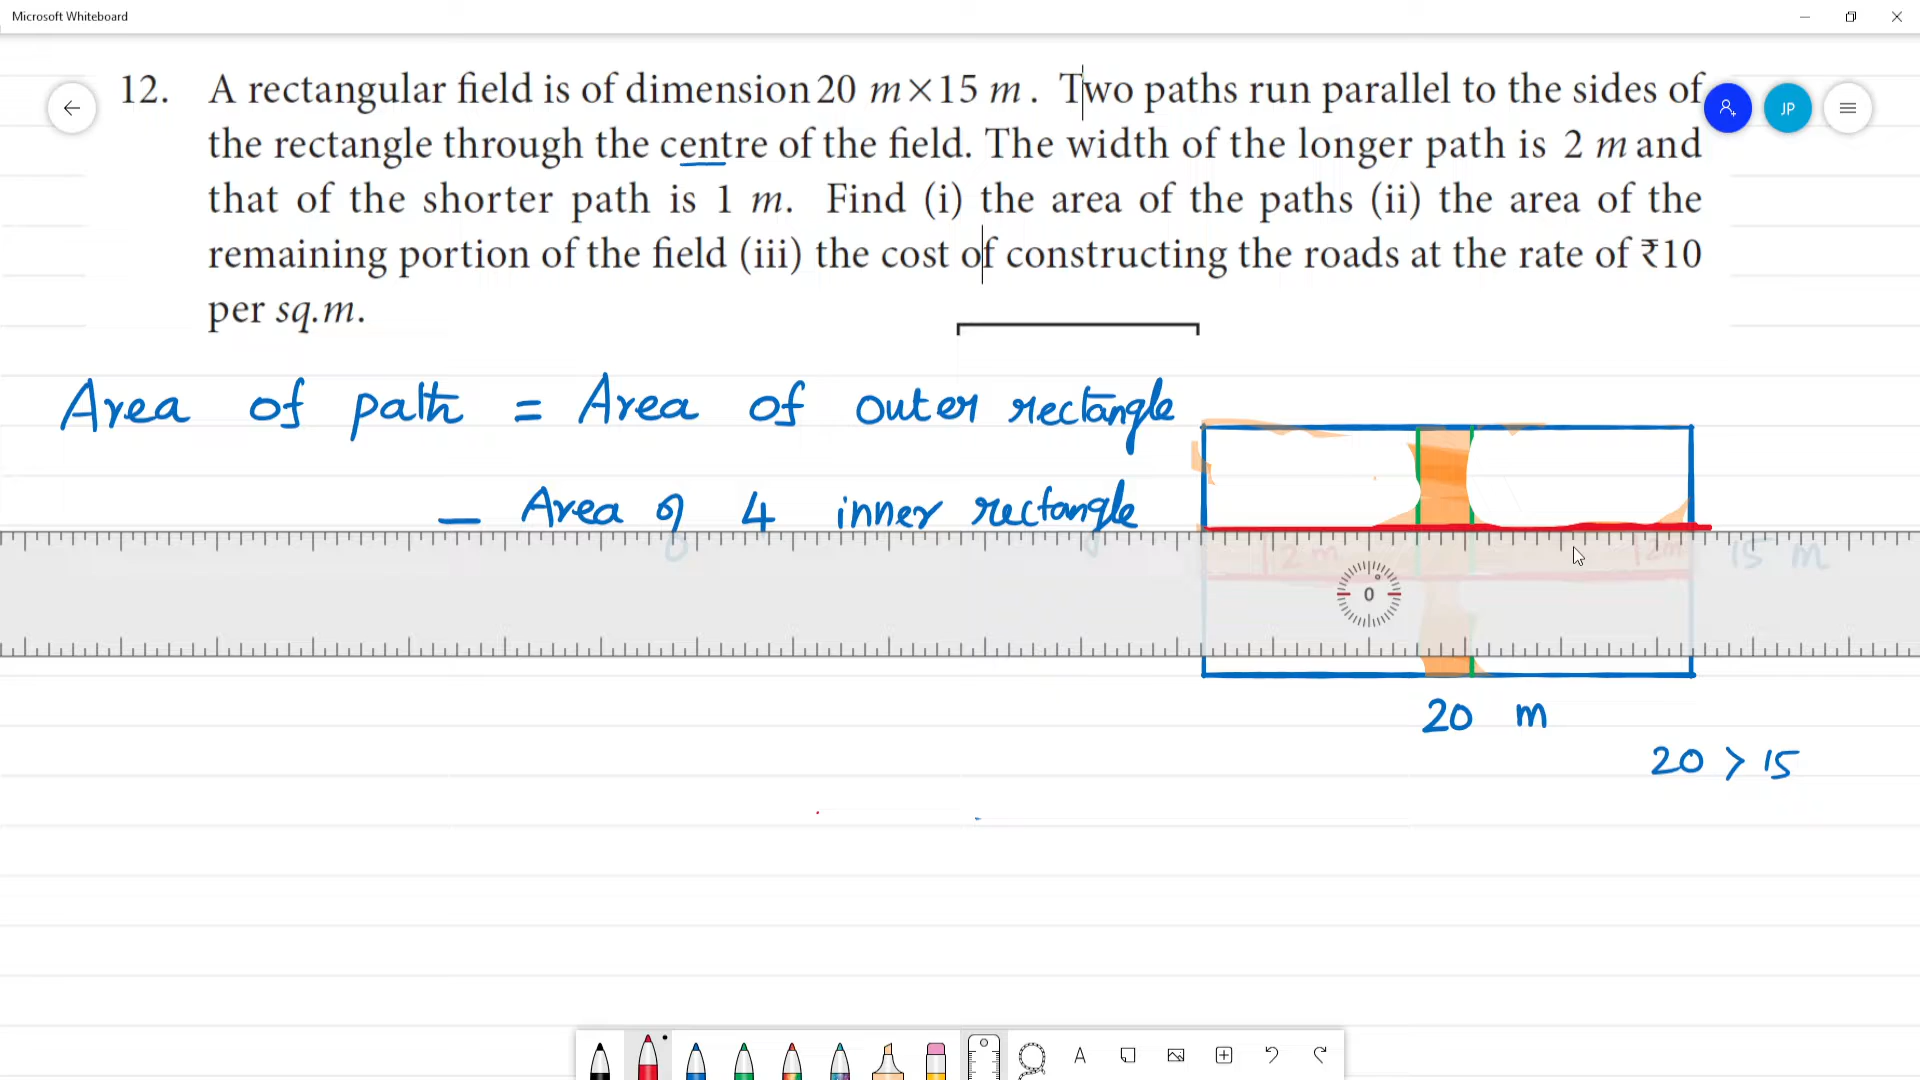 Microsoft Whiteboard
12. A rectangular field is of dimension 20 m×15 m. Two paths run parallel to the sides of
the rectangle through the centre of the field. The width of the longer path is 2 m and
that of the shorter path is 1 m. Find (i) the area of the paths (ii) the area of the
remaining portion of the field (iii) the cost of constructing the roads at the rate of ₹10
per sq.m.
JP
Area of path = Area of outer rectangle
— Area of 4 inner rectangle
2 m
2m
15 m
0
20 m
20 > 15
A